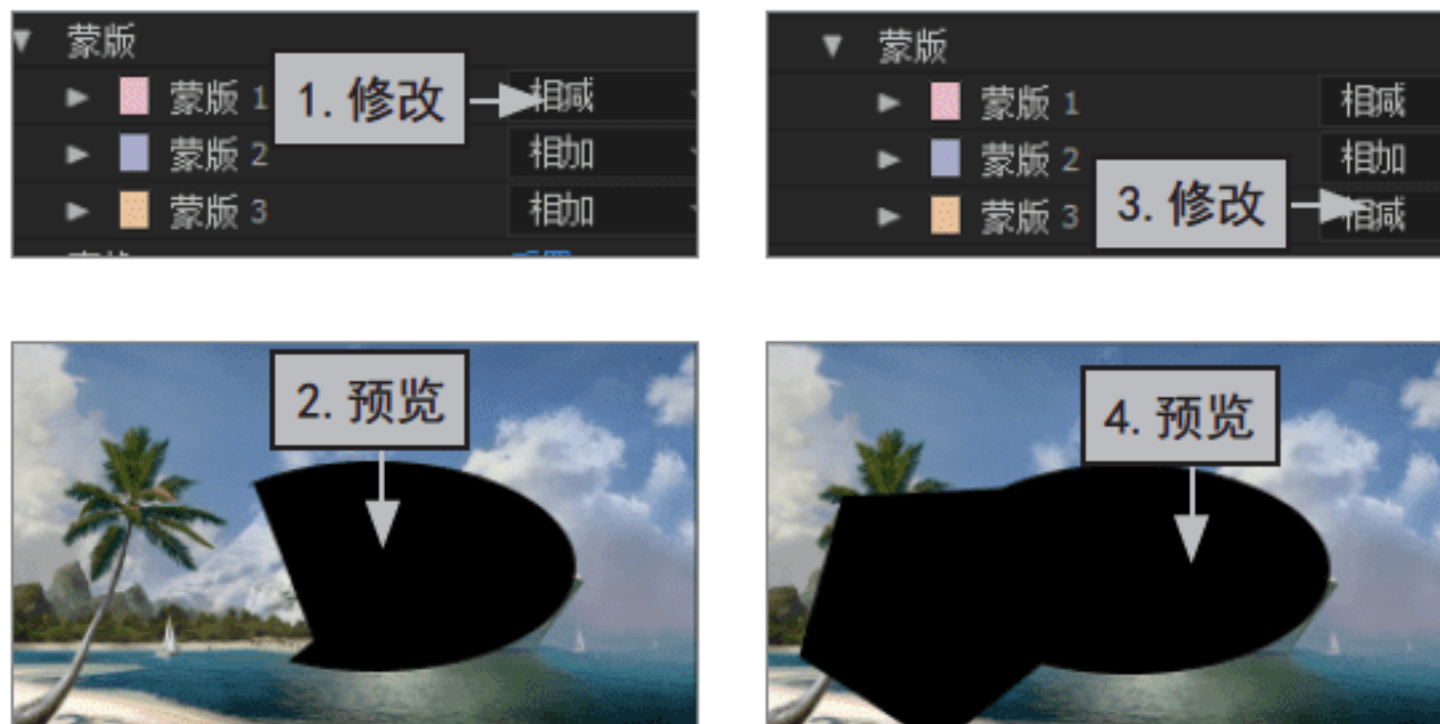 蒙版
蒙版 1
1. 修改
相减
蒙版 2
相加
蒙版 3
相加
蒙版
蒙版 1
相减
蒙版 2
相加
蒙版 3
3. 修改
相减
2. 预览
4. 预览